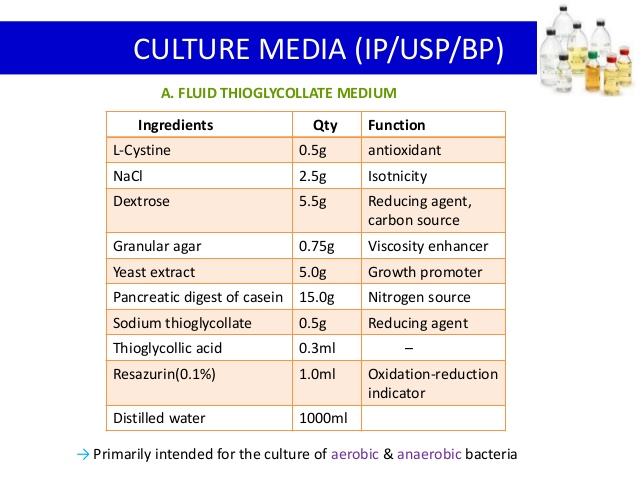 CULTURE MEDIA (IP/USP/BP)
A. FLUID THIOGLYCOLLATE MEDIUM
Ingredients Qty Function
L-Cystine 0.5g antioxidant
NaCl 2.5g Isotnicity
Dextrose 5.5g Reducing agent,
carbon source
Granular agar 0.75g Viscosity enhancer
Yeast extract 5.0g Growth promoter
Pancreatic digest of casein 15.0g Nitrogen source
Sodium thioglycollate 0.5g Reducing agent
Thioglycollic acid 0.3ml –
Resazurin(0.1%) 1.0ml Oxidation-reduction
indicator
Distilled water 1000ml
→ Primarily intended for the culture of aerobic & anaerobic bacteria